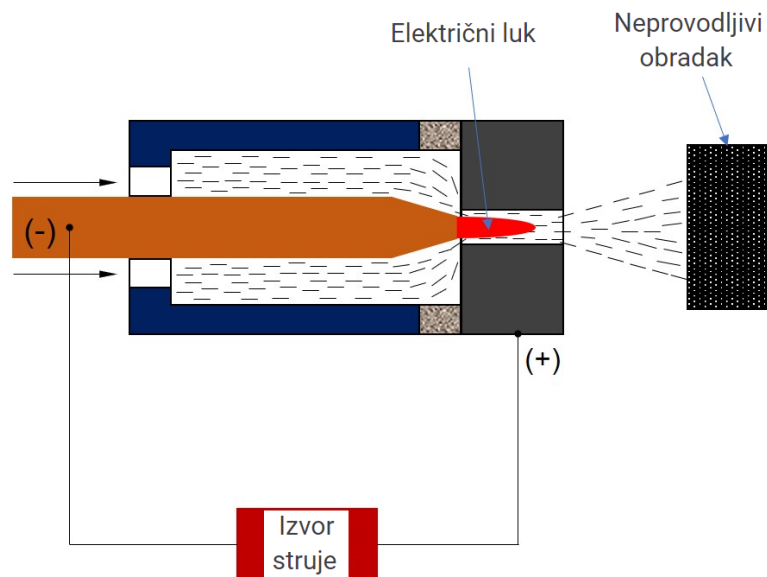 Električni luk
Neprovodljivi
obradak
(-)
(+)
Izvor
struje